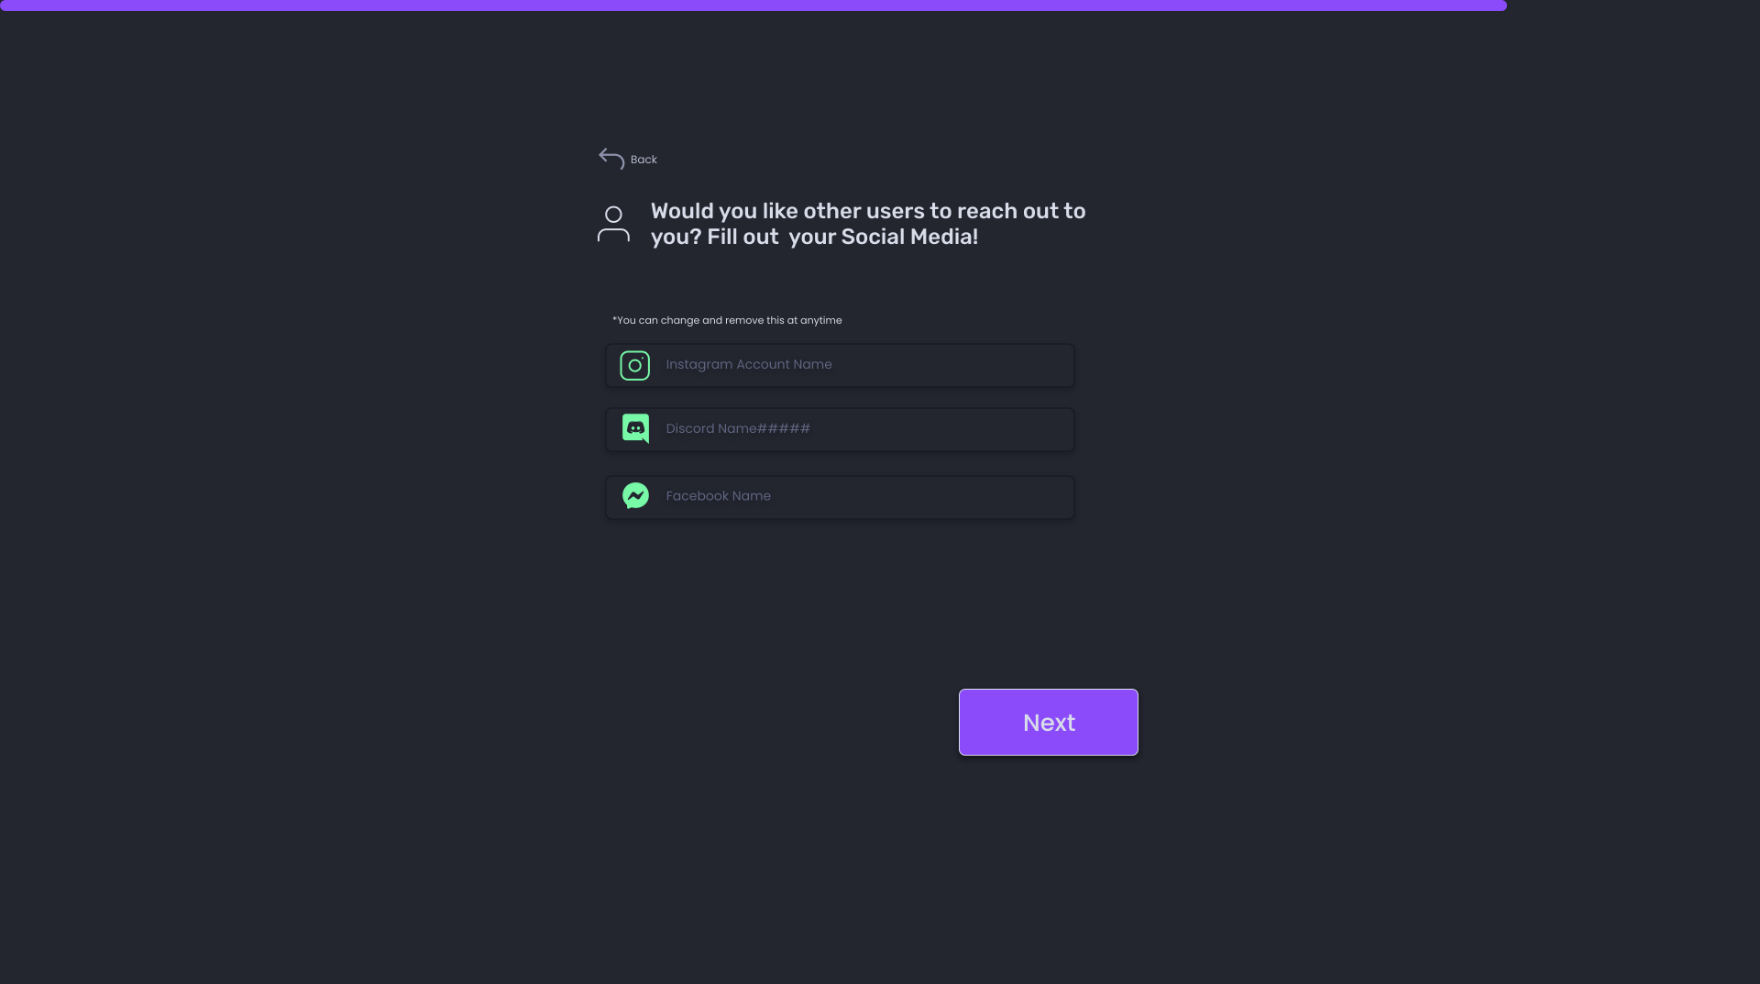 Back
Would you like other users to reach out to
you? Fill out  your Social Media!
*You can change and remove this at anytime
Instagram Account Name
Discord Name#####
Facebook Name
Next